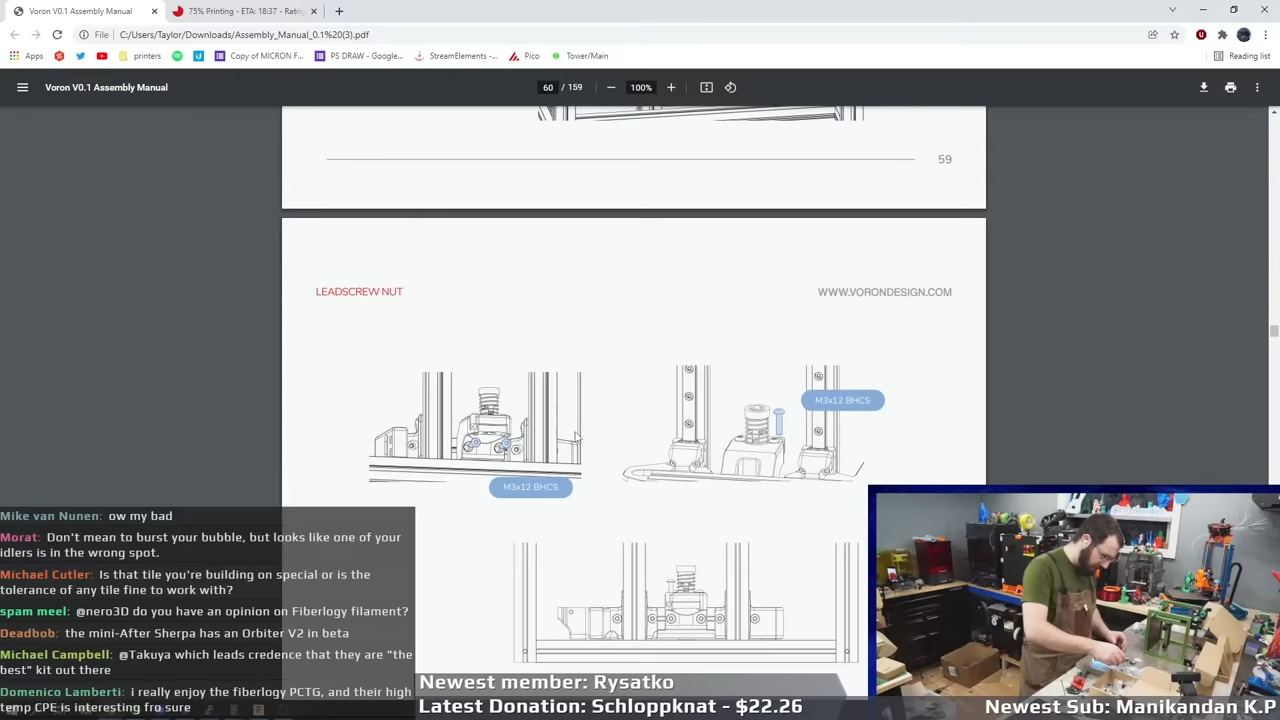 Voron V0.1 Assembly Manual
75% Printing - ETA: 18:37 - Ratrig
File
C:/Users/Taylor/Downloads/Assembly_Manual_0.1%20(3).pdf
Apps
printers
Copy of MICRON F...
PS DRAW - Google...
StreamElements -...
Pico
Tower/Main
Reading list
Voron V0.1 Assembly Manual
60 / 159
100%
59
LEADSCREW NUT
WWW.VORONDESIGN.COM
M3x12 BHCS
M3x12 BHCS
Mike van Nunen: ow my bad
Morat: Don't mean to burst your bubble, but looks like one of your
idlers is in the wrong spot.
Michael Cutler: Is that tile you're building on special or is the
tolerance of any tile fine to work with?
spam meel: @nero3D do you have an opinion on Fiberlogy filament?
Deadbob: the mini-After Sherpa has an Orbiter V2 in beta
Michael Campbell: @Takuya which leads credence that they are "the
best" kit out there
Domenico Lamberti: i really enjoy the fiberlogy PCTG, and their high
temp CPE is interesting fro sure
Newest member: Rysatko
Latest Donation: Schloppknat - $22.26
Newest Sub: Manikandan K.P